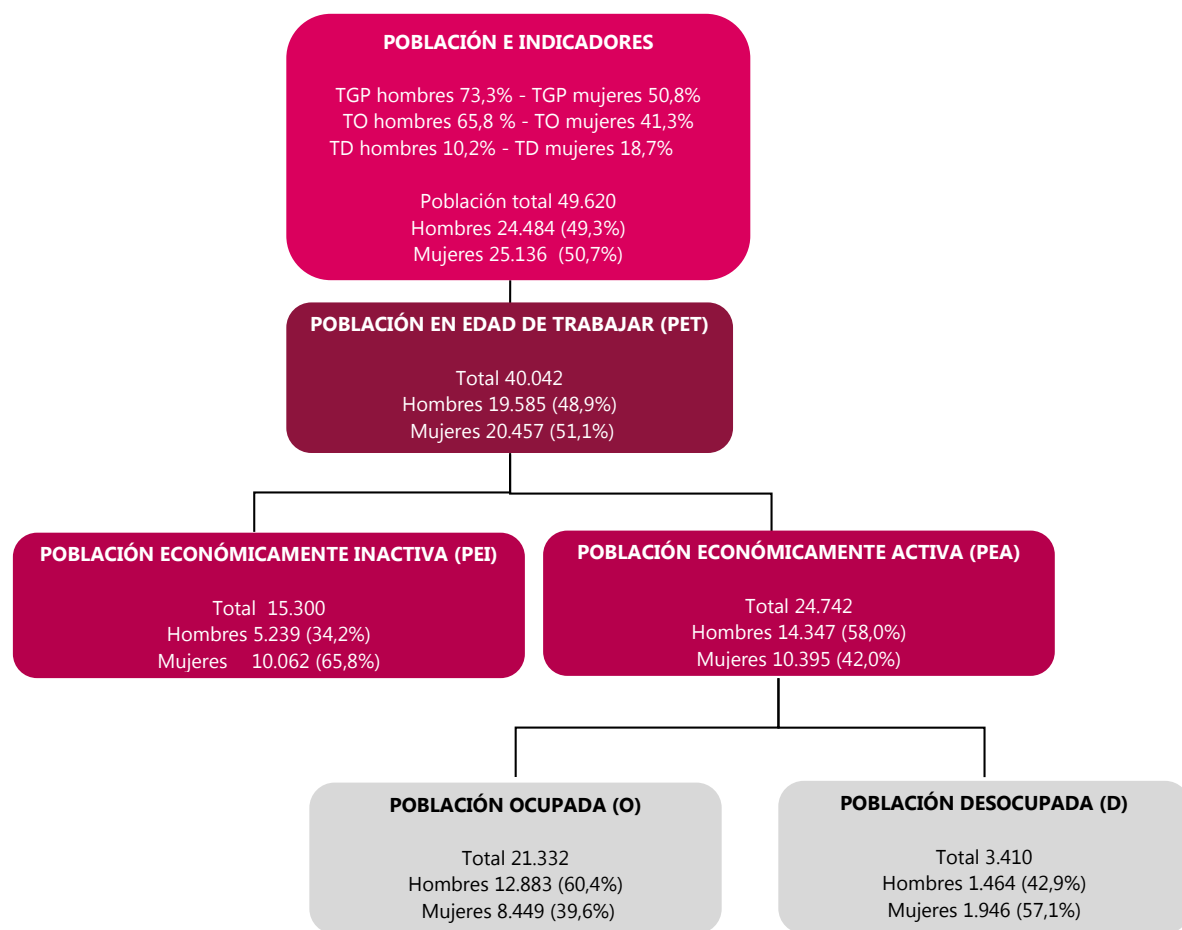 POBLACIÓN E INDICADORES
TGP hombres 73,3% - TGP mujeres 50,8%
TO hombres 65,8 % - TO mujeres 41,3%
TD hombres 10,2% - TD mujeres 18,7%
Población total 49.620
Hombres 24.484 (49,3%)
Mujeres 25.136 (50,7%)
POBLACIÓN EN EDAD DE TRABAJAR (PET)
Total 40.042
Hombres 19.585 (48,9%)
Mujeres 20.457 (51,1%)
POBLACIÓN ECONÓMICAMENTE INACTIVA (PEI)
Total 15.300
Hombres 5.239 (34,2%)
Mujeres 10.062 (65,8%)
POBLACIÓN ECONÓMICAMENTE ACTIVA (PEA)
Total 24.742
Hombres 14.347 (58,0%)
Mujeres 10.395 (42,0%)
POBLACIÓN OCUPADA (O)
Total 21.332
Hombres 12.883 (60,4%)
Mujeres 8.449 (39,6%)
POBLACIÓN DESOCUPADA (D)
Total 3.410
Hombres 1.464 (42,9%)
Mujeres 1.946 (57,1%)